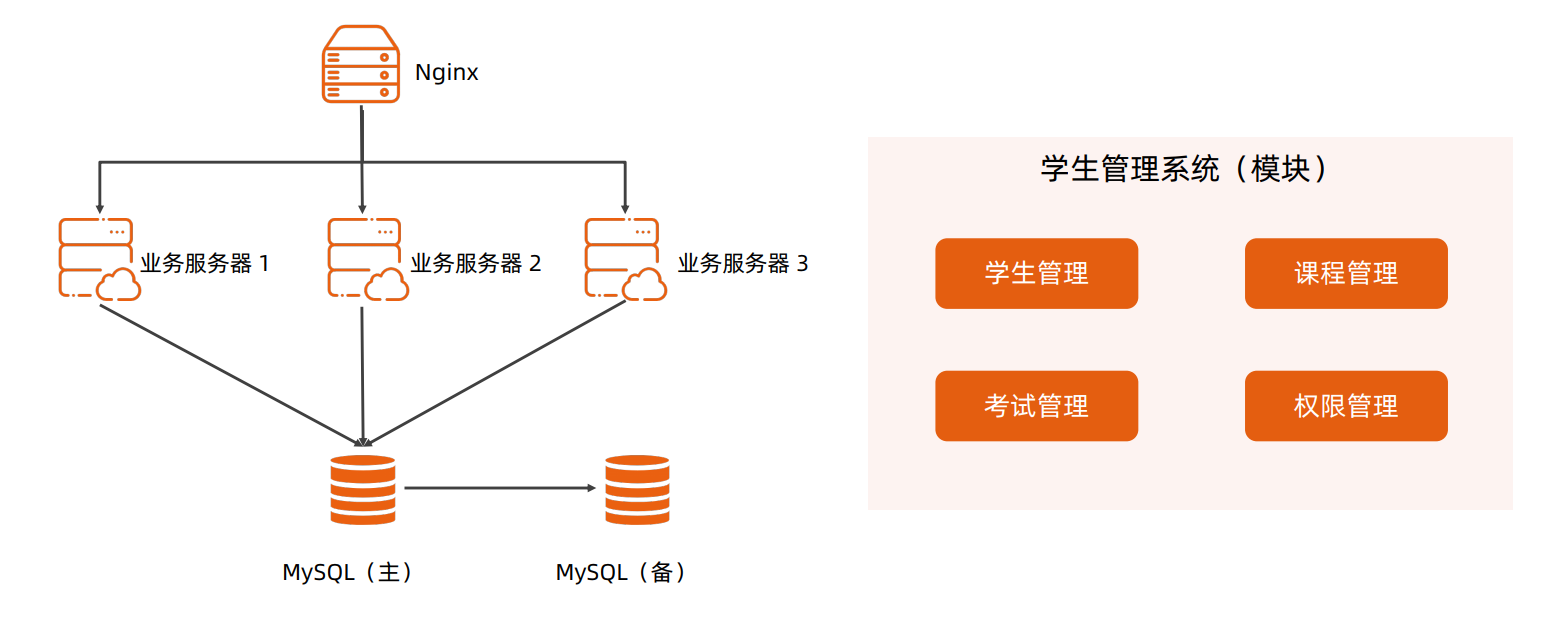 Nginx
业务服务器 1
业务服务器 2
业务服务器 3
MySQL（主）
MySQL（备）
学生管理系统（模块）
学生管理
课程管理
考试管理
权限管理